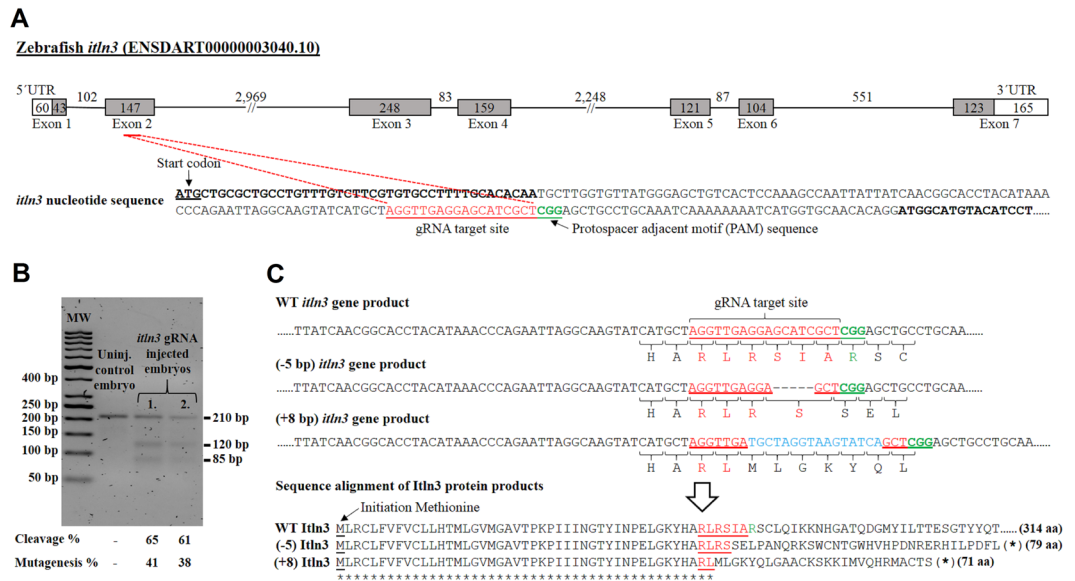 A
Zebrafish itln3 (ENSDART00000003040.10)
5´UTR 102 2,969 83 2,248 87 551 3´UTR
60 43 147 // 248 159 // 121 104 123 165
Exon 1 Exon 2 Exon 3 Exon 4 Exon 5 Exon 6 Exon 7
Start codon
ATGCTGCGCTGCCTGTTTGTGTTCGTGTGCCTTTTGCACACAATGCTTGGTGTTATGGGAGCTGTCACTCCAAAGCCAATTATTATCAACGGCACCTACATAAA
itln3 nucleotide sequence
CCCAGAATTAGGCAAGTATCATGCTAGGTTGAGGAGCATCGCTCGGAGCTGCCTGCAAATCAAAAAAAATCATGGTGCAACACAGGATGGCATGTACATCCT......
gRNA target site Protospacer adjacent motif (PAM) sequence
B
MW
Uninj. control embryo
itln3 gRNA injected embryos
1. 2.
400 bp
250 bp
200 bp
150 bp
100 bp
50 bp
210 bp
120 bp
85 bp
Cleavage % - 65 61
Mutagenesis % - 41 38
C
WT itln3 gene product
gRNA target site
......TTATCAACGGCACCTACATAAACCCAGAATTAGGCAAGTATCATGCTAGGTTGAGGAGCATCGCTCGGAGCTGCCTGCAA......
H A R L R S I A R S C
(-5 bp) itln3 gene product
......TTATCAACGGCACCTACATAAACCCAGAATTAGGCAAGTATCATGCTAGGTTGAGGA-----GCTCGGAGCTGCCTGCAA......
H A R L R S S E L
(+8 bp) itln3 gene product
......TTATCAACGGCACCTACATAAACCCAGAATTAGGCAAGTATCATGCTAGGTTGATGCTAGGTAAGTATCAGCTCGGAGCTGCCTGCAA......
H A R L M L G K Y Q L
Sequence alignment of Itln3 protein products
Initiation Methionine
WT Itln3 MLRCLFVFVCLLHTMLGVMGAVTPKPIIINGTYINPELGKYHARLRSIARSCLQIKKNHGATQDGMYILTTESGTYYQT......(314 aa)
(-5) Itln3 MLRCLFVFVCLLHTMLGVMGAVTPKPIIINGTYINPELGKYHARLRSSELPANQRKSWCNTGWHVHPDNRERHILPDFL(*)(79 aa)
(+8) Itln3 MLRCLFVFVCLLHTMLGVMGAVTPKPIIINGTYINPELGKYHARLMLGKYQLGAACKSKKIMVQHRMACTS(*)(71 aa)
*********************************************